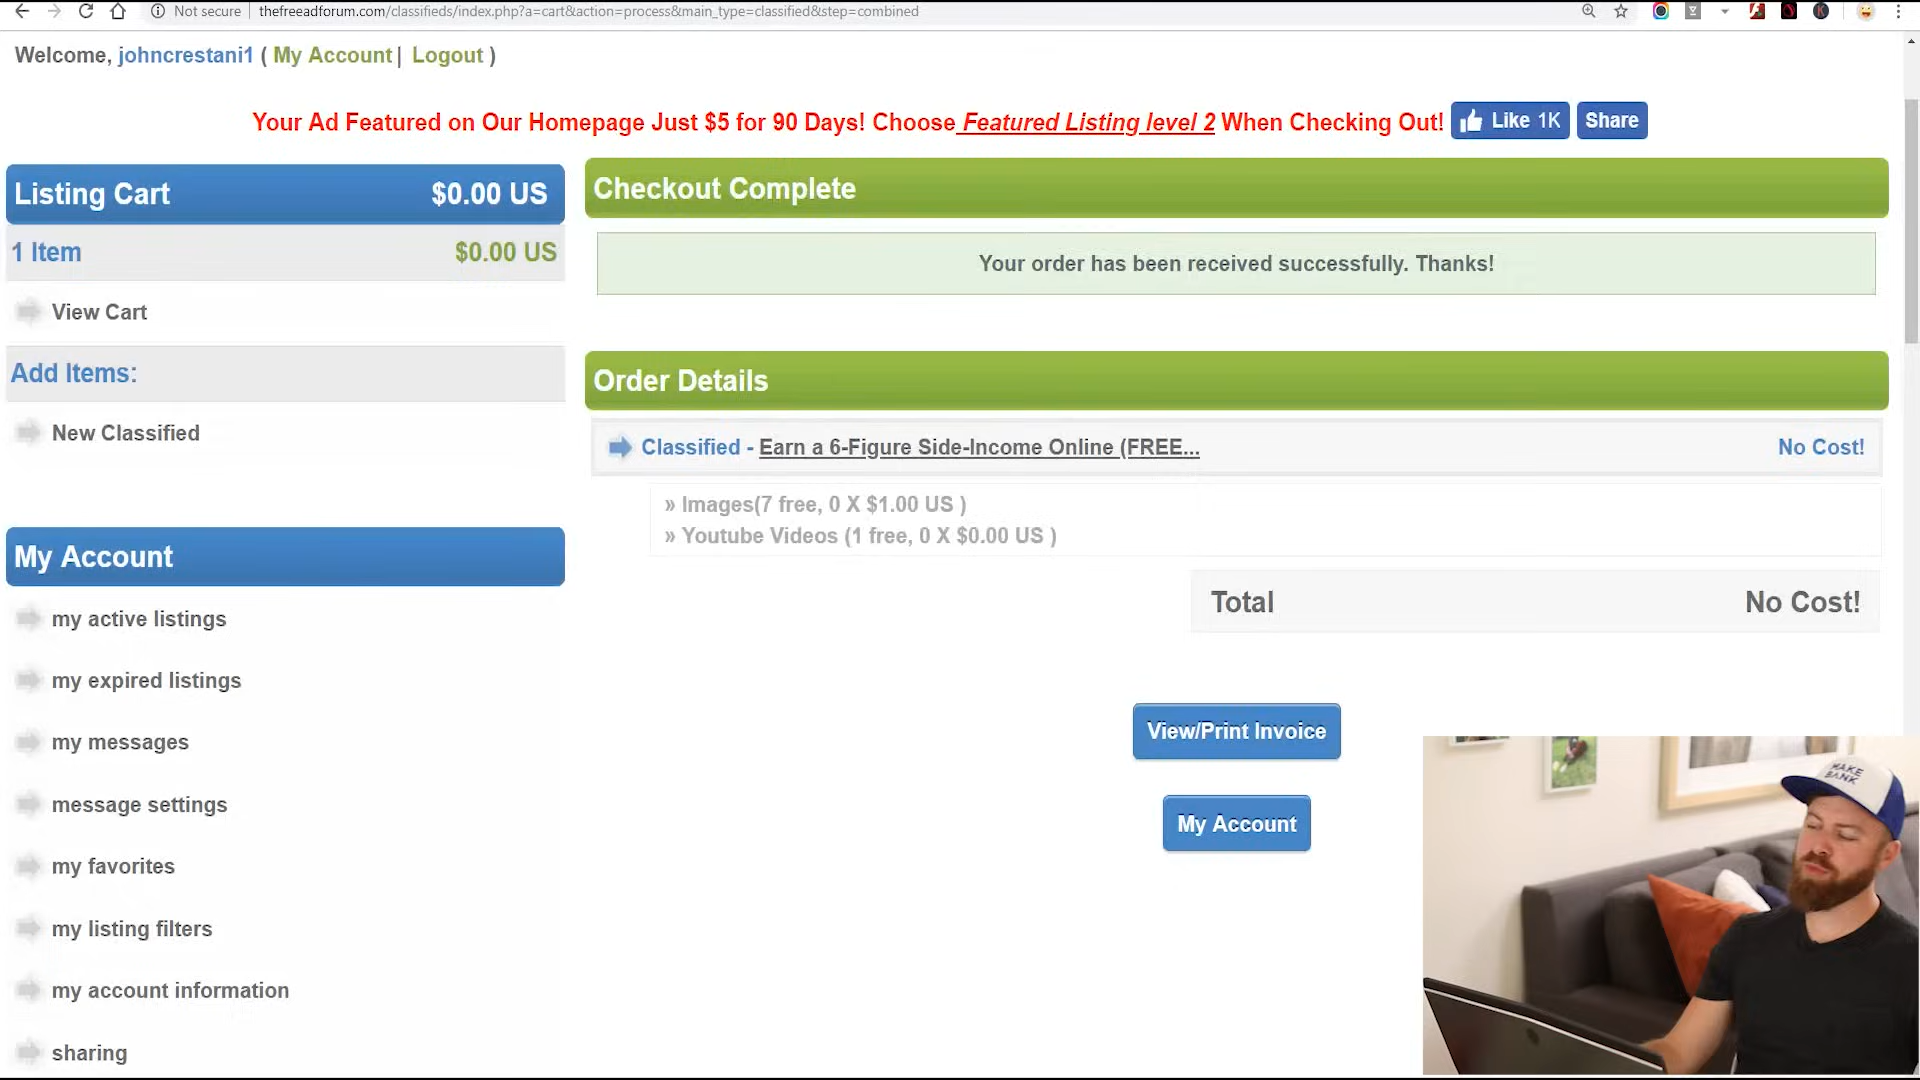 Not secure | thefreeadforum.com/classifieds/index.php?a=cart&action=process&main_type=classified&step=combined
Welcome, johncrestani1 ( My Account | Logout )
Your Ad Featured on Our Homepage Just $5 for 90 Days! Choose Featured Listing level 2 When Checking Out! Like 1K Share
Listing Cart $0.00 US
1 Item $0.00 US
View Cart
Add Items:
New Classified
My Account
my active listings
my expired listings
my messages
message settings
my favorites
my listing filters
my account information
sharing
Checkout Complete
Your order has been received successfully. Thanks!
Order Details
Classified - Earn a 6-Figure Side-Income Online (FREE... No Cost!
» Images(7 free, 0 X $1.00 US )
» Youtube Videos (1 free, 0 X $0.00 US )
Total No Cost!
View/Print Invoice
My Account
MAKE
BANK